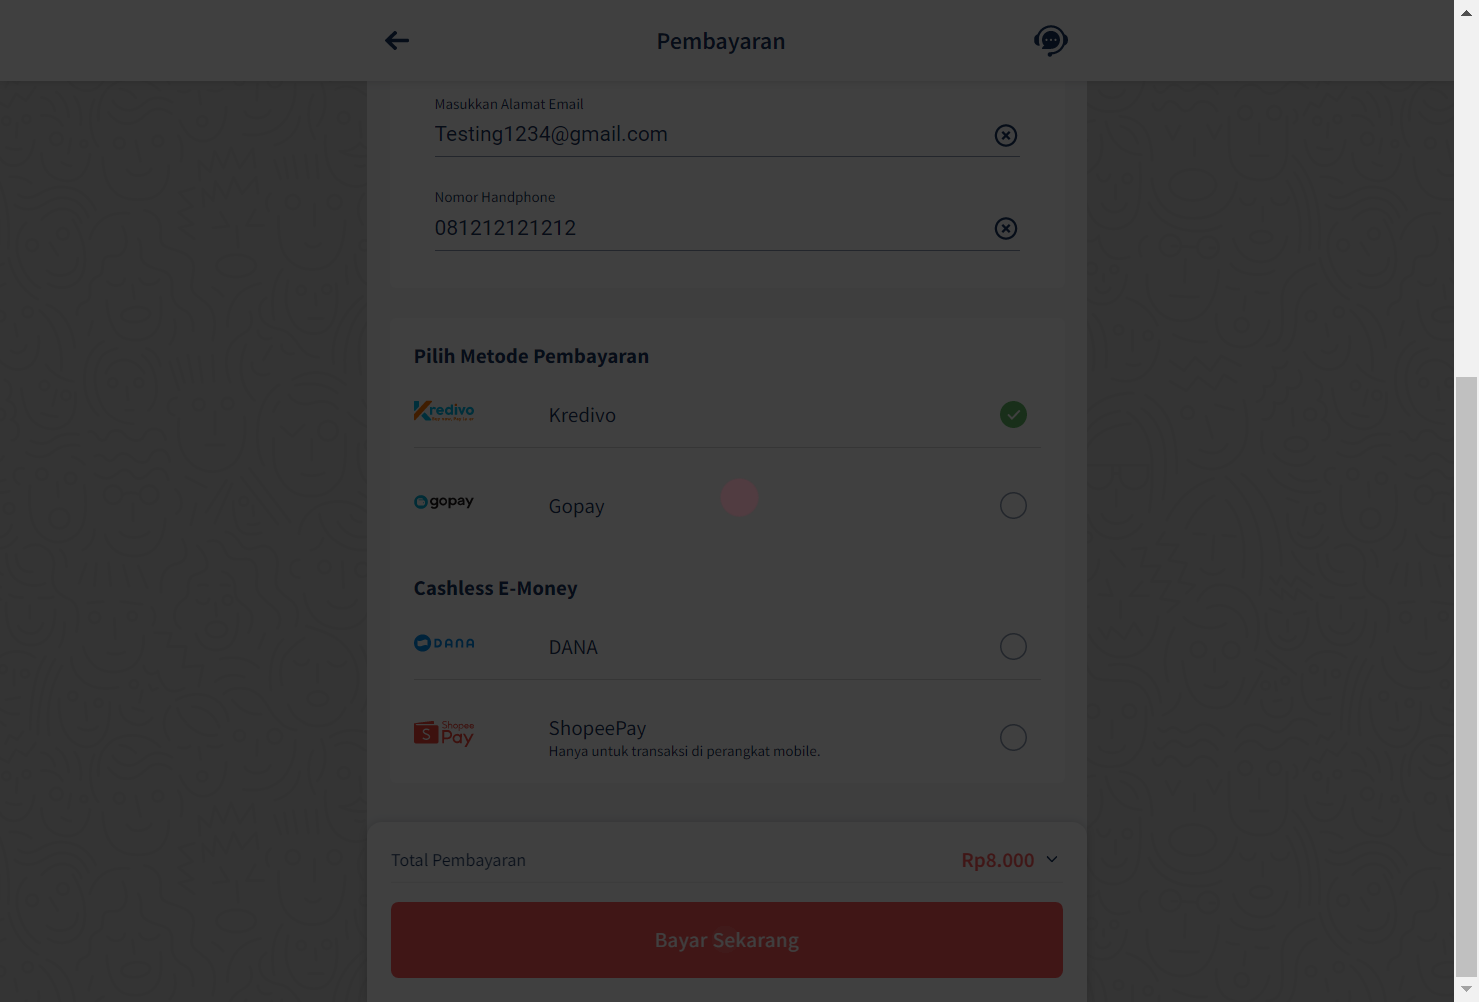 Pembayaran
Masukkan Alamat Email
Testing1234@gmail.com
Nomor Handphone
081212121212
Pilih Metode Pembayaran
Kredivo
Kredivo
gopay
Gopay
Cashless E-Money
DANA
DANA
Shopee
Pay
ShopeePay
Hanya untuk transaksi di perangkat mobile.
Total Pembayaran
Rp8.000
Bayar Sekarang